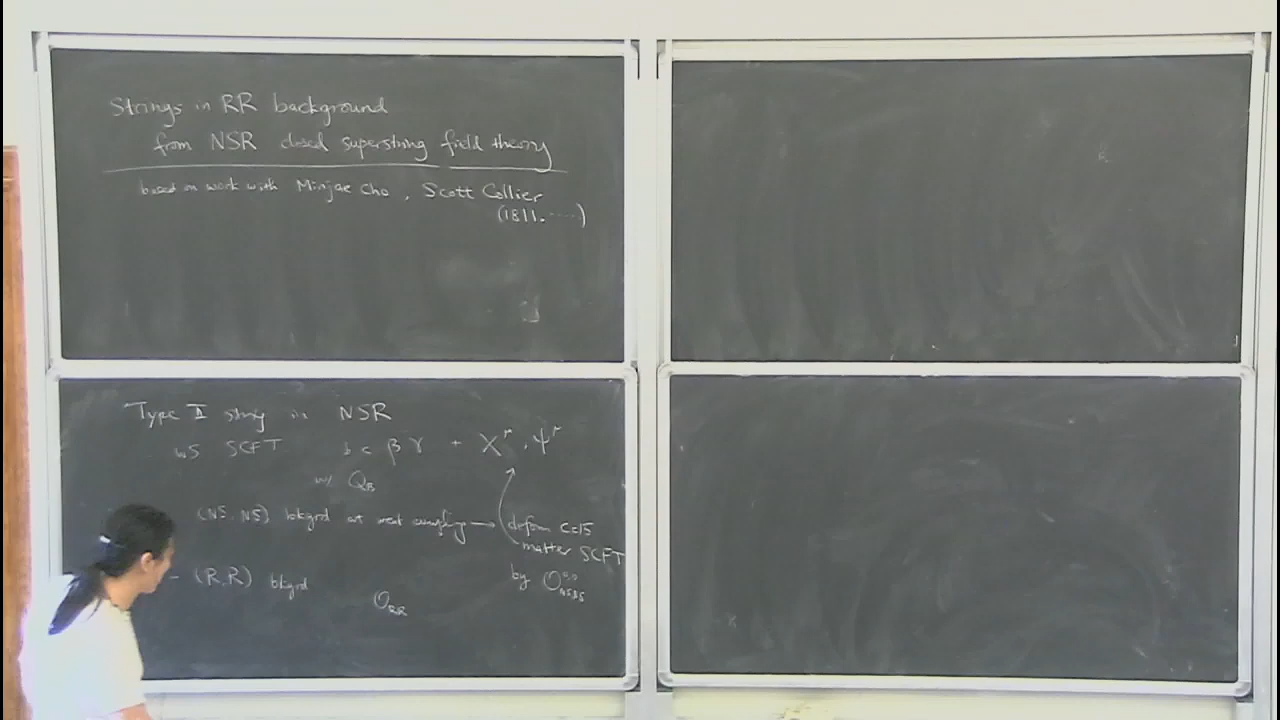 Strings in RR background
from NSR closed superstring field theory
based on work with Minjae Cho, Scott Collier
(1811.·····)
Type II string in NSR
ws SCFT b c β γ + X^μ, ψ^μ
w/ Q_B
(NS, NS) bkgrd at weak coupling → deform c=15
matter SCFT
by O^{0,0}_{NSNS}
- (R,R) bkgrd
O_{RR}